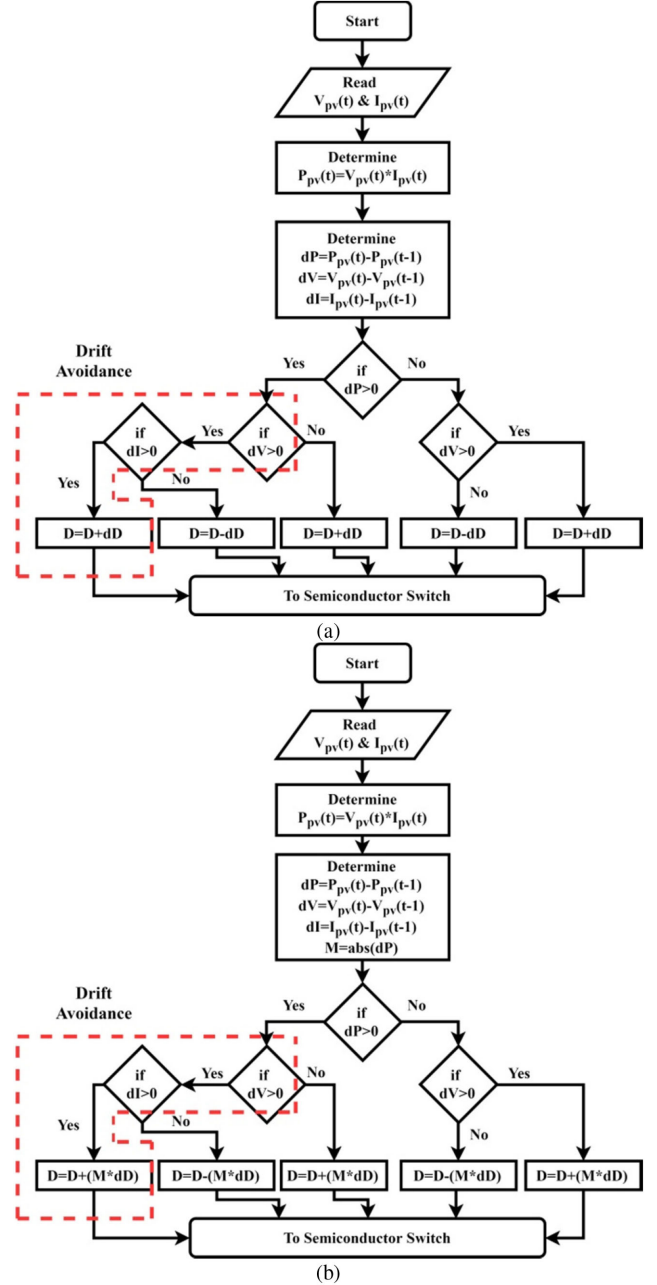 Start
Read
Vpv(t) & Ipv(t)
Determine
Ppv(t)=Vpv(t)*Ipv(t)
Determine
dP=Ppv(t)-Ppv(t-1)
dV=Vpv(t)-Vpv(t-1)
dI=Ipv(t)-Ipv(t-1)
Drift
Avoidance
Yes
if
dP>0
No
if
dI>0
Yes
if
dV>0
No
if
dV>0
Yes
Yes
No
No
D=D+dD
D=D-dD
D=D+dD
D=D-dD
D=D+dD
To Semiconductor Switch
(a)
Start
Read
Vpv(t) & Ipv(t)
Determine
Ppv(t)=Vpv(t)*Ipv(t)
Determine
dP=Ppv(t)-Ppv(t-1)
dV=Vpv(t)-Vpv(t-1)
dI=Ipv(t)-Ipv(t-1)
M=abs(dP)
Drift
Avoidance
Yes
if
dP>0
No
if
dI>0
Yes
if
dV>0
No
if
dV>0
Yes
Yes
No
No
D=D+(M*dD)
D=D-(M*dD)
D=D+(M*dD)
D=D-(M*dD)
D=D+(M*dD)
To Semiconductor Switch
(b)